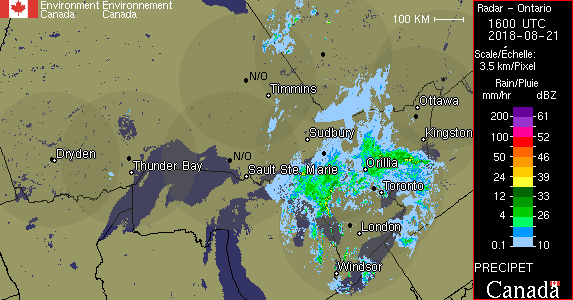 Environment Environnement
Canada Canada
100 KM
N/O
Timmins
Ottawa
Sudbury
Kingston
Dryden
Thunder Bay
N/O
Sault Ste. Marie
Orillia
Toronto
London
Windsor
Radar - Ontario
1600 UTC
2018-08-21
Scale/Échelle:
3.5 km/Pixel
Rain/Pluie
mm/hr dBZ
200 61
100 52
50 46
24 39
12 33
4 26
0.1 10
PRECIPET
Canada